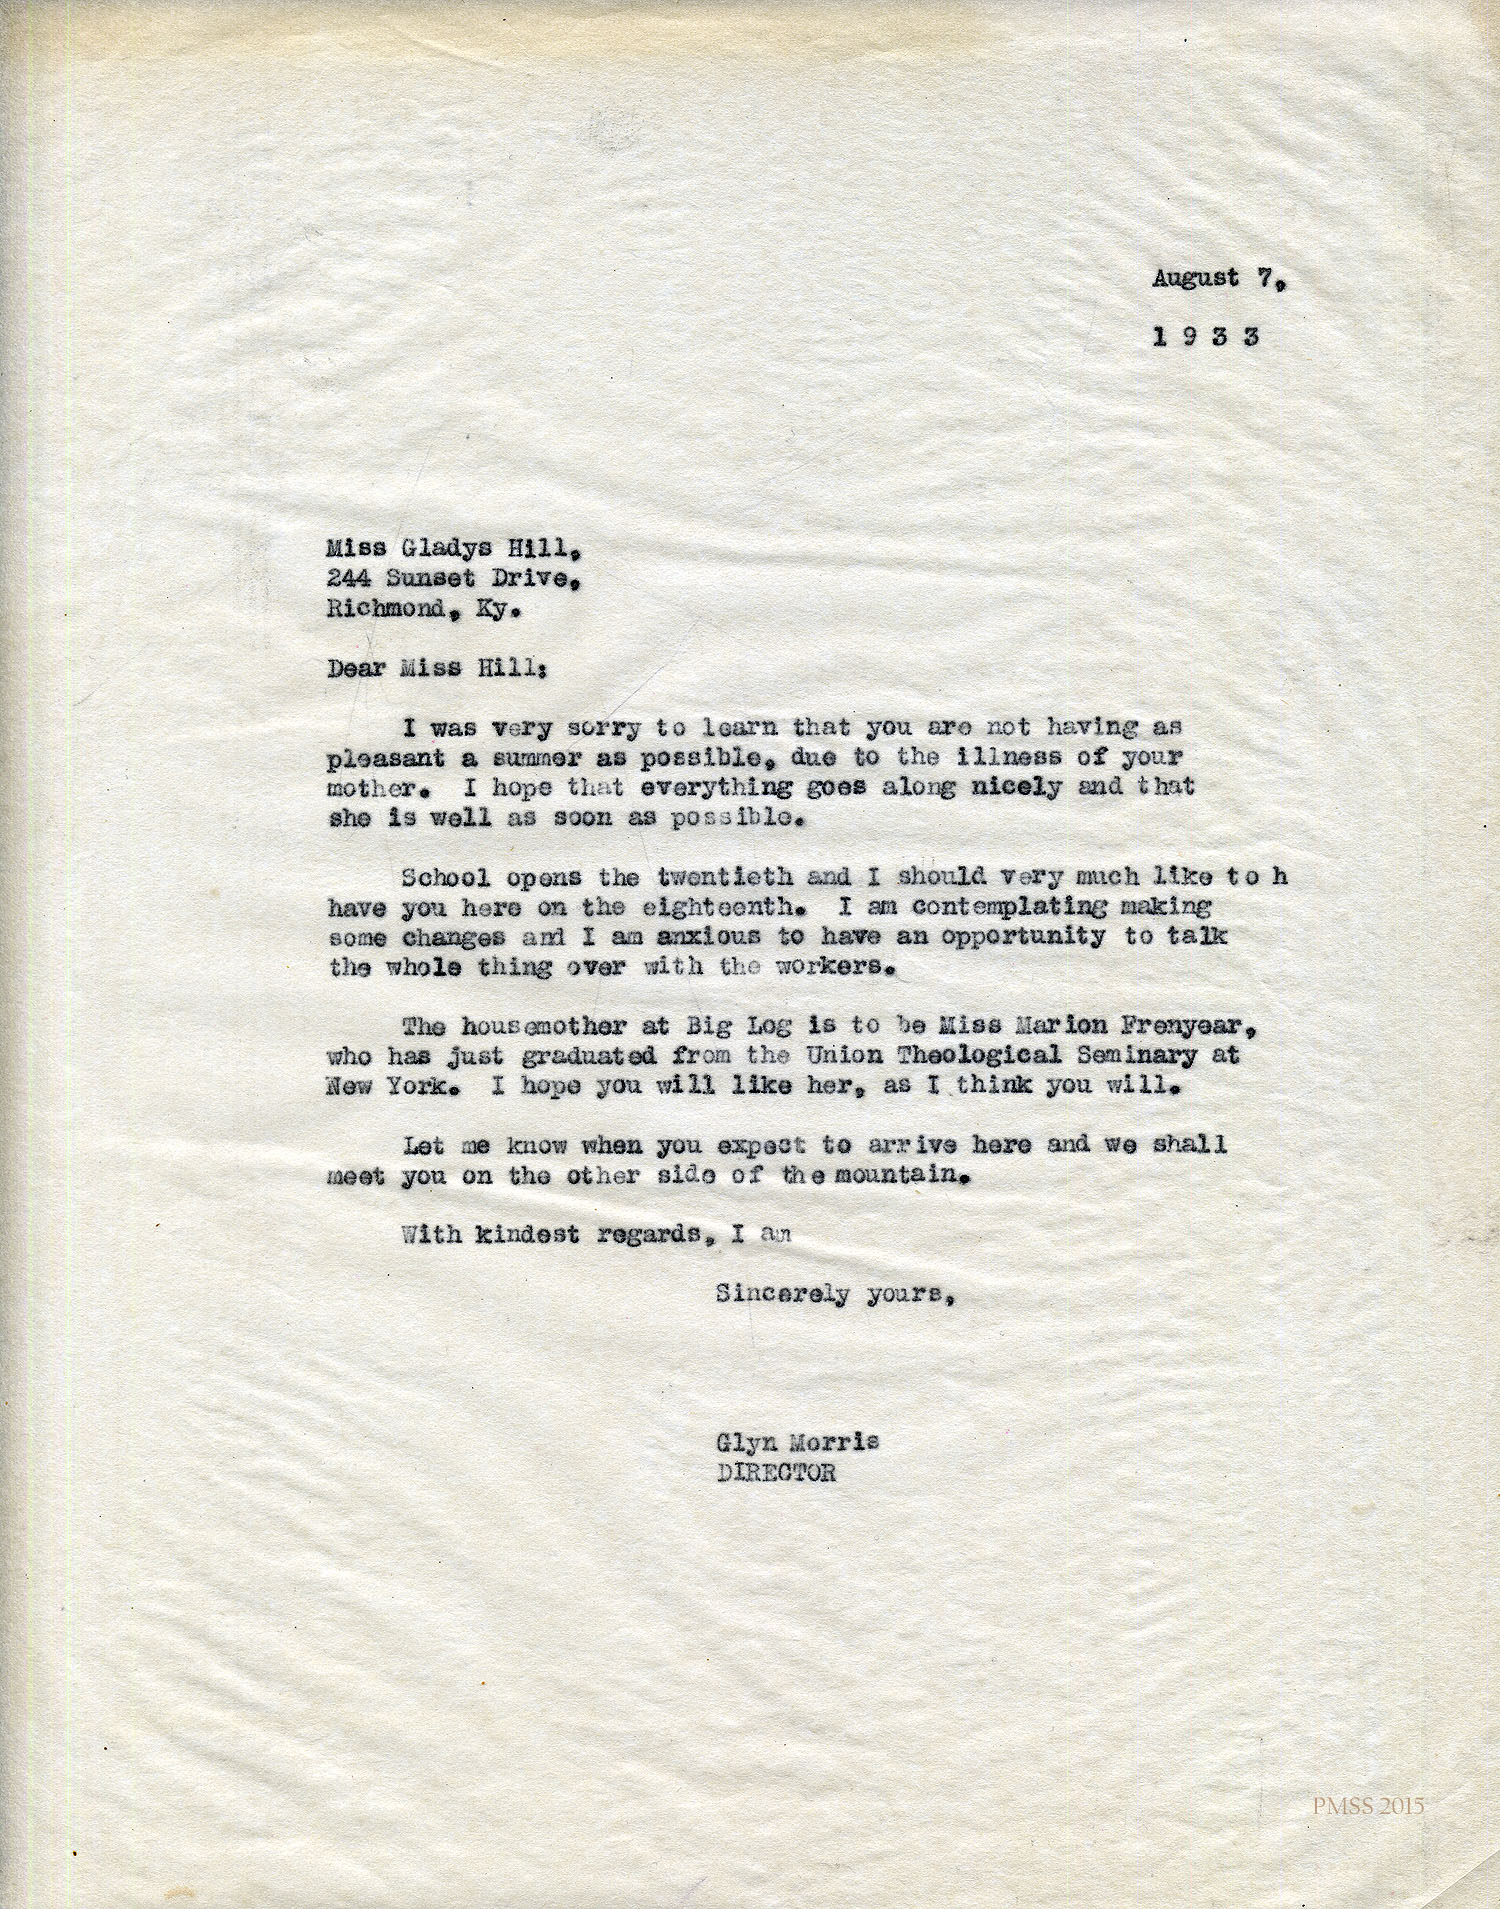 August 7,
1 9 3 3
Miss Gladys Hill,
244 Sunset Drive,
Richmond, Ky.
Dear Miss Hill:
I was very sorry to learn that you are not having as
pleasant a summer as possible, due to the illness of your
mother. I hope that everything goes along nicely and that
she is well as soon as possible.
School opens the twentieth and I should very much like to h
have you here on the eighteenth. I am contemplating making
some changes and I am anxious to have an opportunity to talk
the whole thing over with the workers.
The housemother at Big Log is to be Miss Marion Frenyear,
who has just graduated from the Union Theological Seminary at
New York. I hope you will like her, as I think you will.
Let me know when you expect to arrive here and we shall
meet you on the other side of the mountain.
With kindest regards, I am
Sincerely yours,
Glyn Morris
DIRECTOR
PMSS 2015